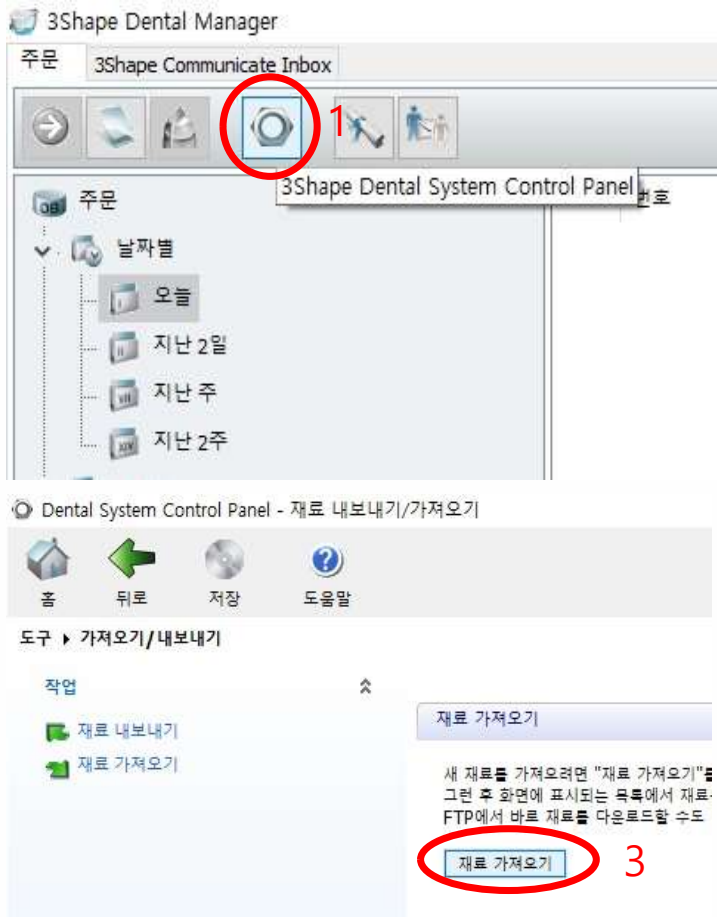 3Shape Dental Manager
주문 3Shape Communicate Inbox
1
3Shape Dental System Control Panel
번호
주문
날짜별
오늘
지난 2일
지난 주
지난 2주
Dental System Control Panel - 재료 내보내기/가져오기
홈 뒤로 저장 도움말
도구 ▸ 가져오기/내보내기
작업
재료 내보내기
재료 가져오기
재료 가져오기
새 재료를 가져오려면 "재료 가져오기"를
그런 후 화면에 표시되는 목록에서 재료
FTP에서 바로 재료를 다운로드할 수도
재료 가져오기 3